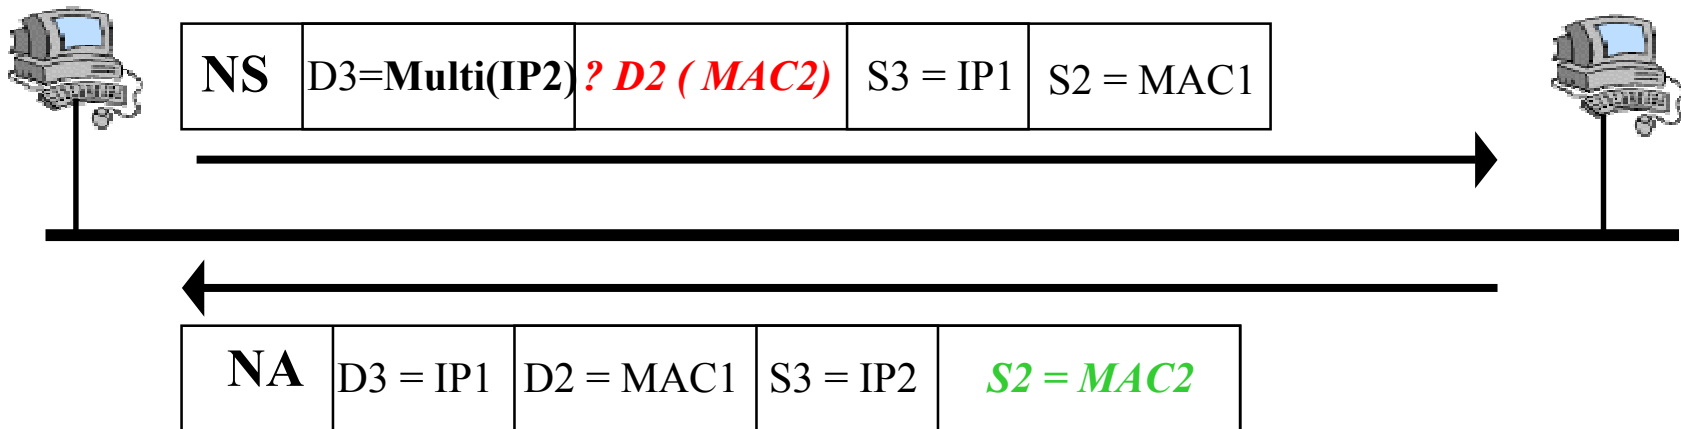 NS D3=Multi(IP2) ? D2 ( MAC2) S3 = IP1 S2 = MAC1
NA D3 = IP1 D2 = MAC1 S3 = IP2 S2 = MAC2